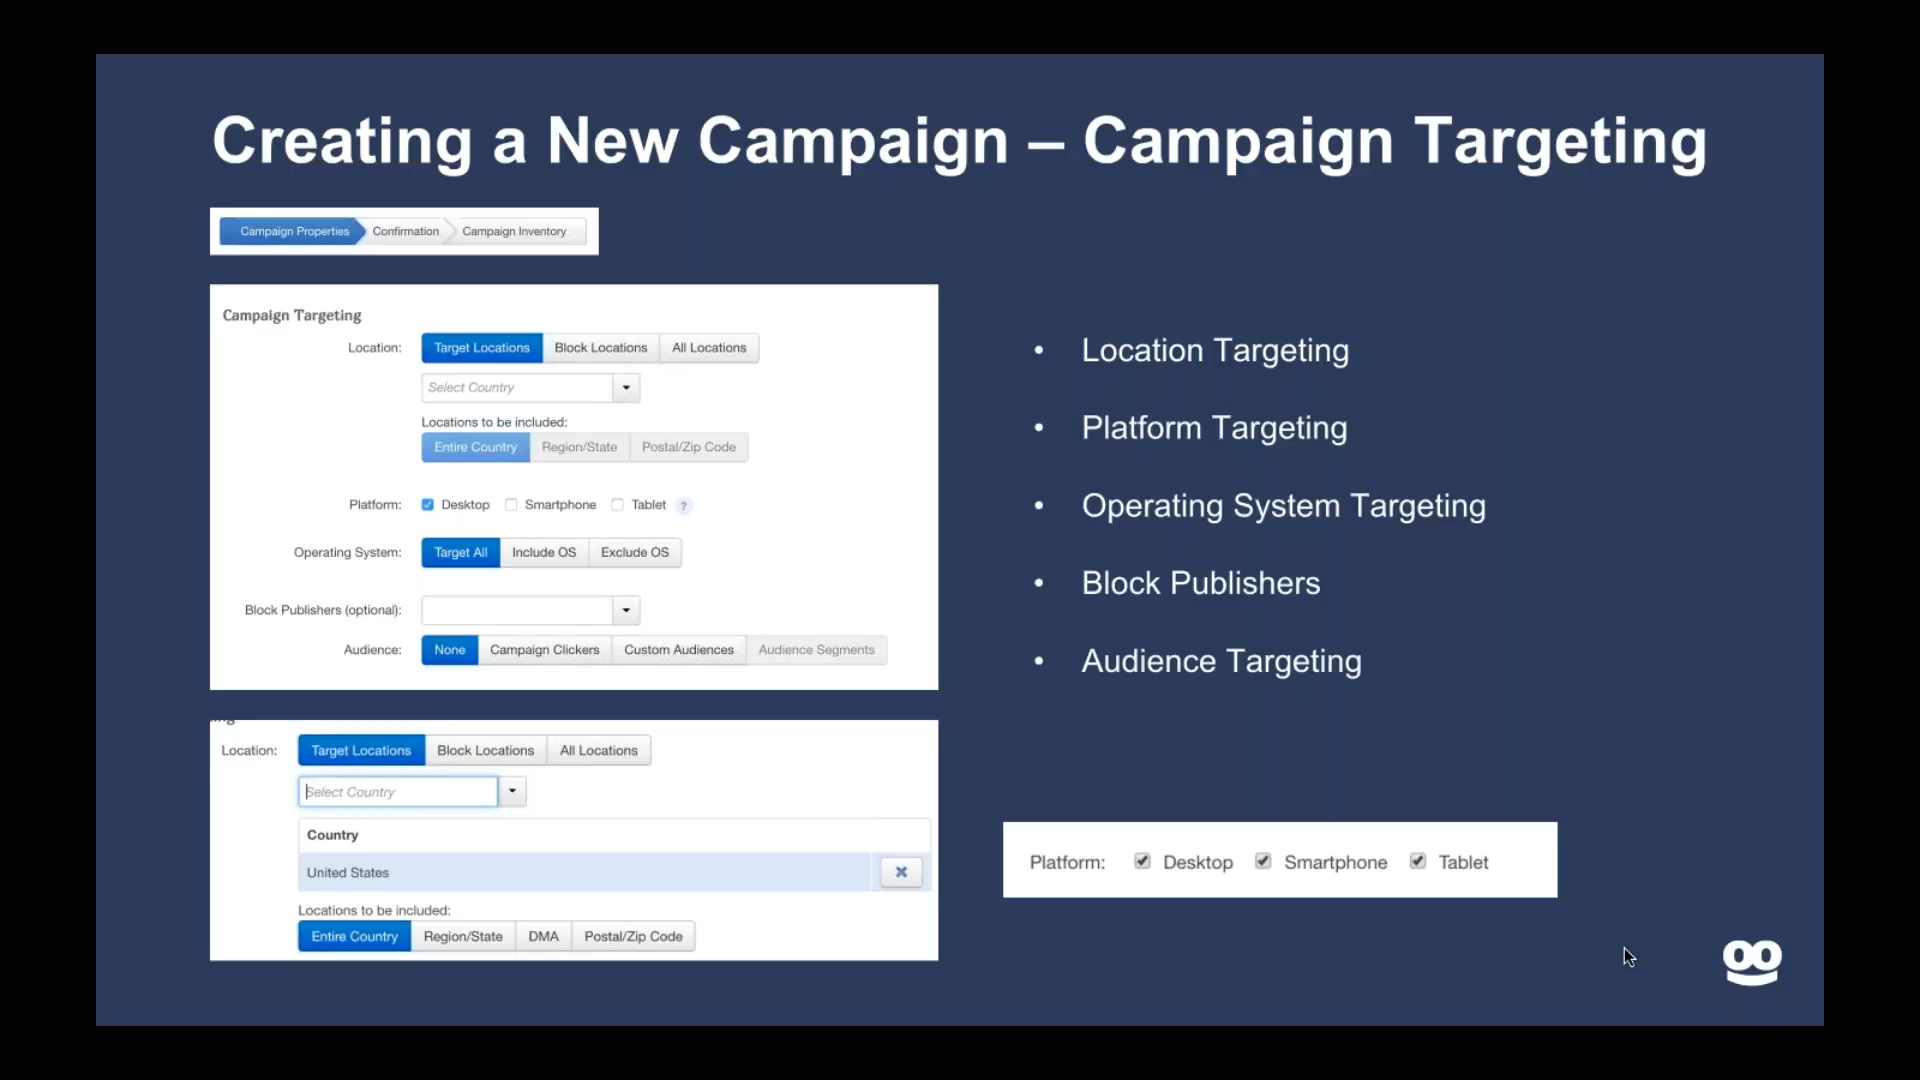 Creating a New Campaign – Campaign Targeting
Campaign Properties Confirmation Campaign Inventory
Campaign Targeting
Location: Target Locations Block Locations All Locations
Select Country
Locations to be included:
Entire Country Region/State Postal/Zip Code
Platform: Desktop Smartphone Tablet ?
Operating System: Target All Include OS Exclude OS
Block Publishers (optional):
Audience: None Campaign Clickers Custom Audiences Audience Segments
• Location Targeting
• Platform Targeting
• Operating System Targeting
• Block Publishers
• Audience Targeting
Location: Target Locations Block Locations All Locations
Select Country
Country
United States
Locations to be included:
Entire Country Region/State DMA Postal/Zip Code
Platform: Desktop Smartphone Tablet